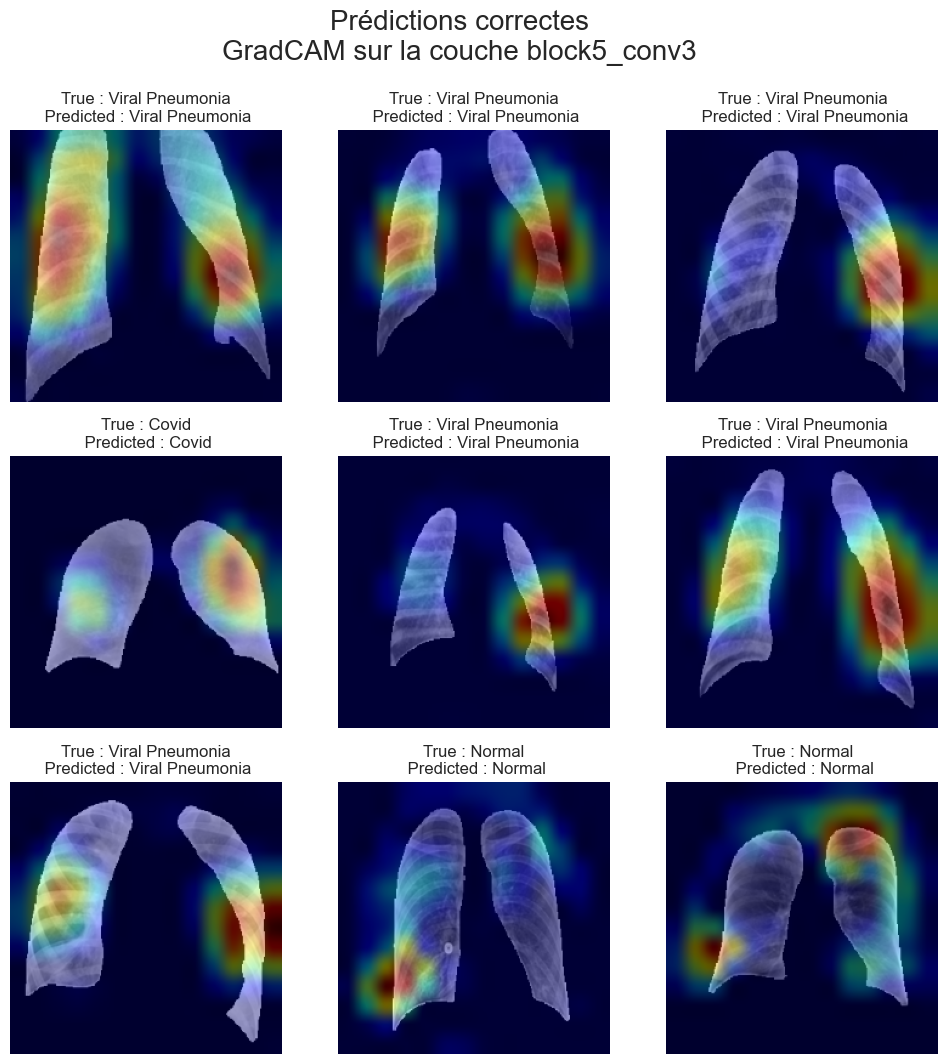 Prédictions correctes
GradCAM sur la couche block5_conv3
True : Viral Pneumonia
Predicted : Viral Pneumonia
True : Viral Pneumonia
Predicted : Viral Pneumonia
True : Viral Pneumonia
Predicted : Viral Pneumonia
True : Covid
Predicted : Covid
True : Viral Pneumonia
Predicted : Viral Pneumonia
True : Viral Pneumonia
Predicted : Viral Pneumonia
True : Viral Pneumonia
Predicted : Viral Pneumonia
True : Normal
Predicted : Normal
True : Normal
Predicted : Normal